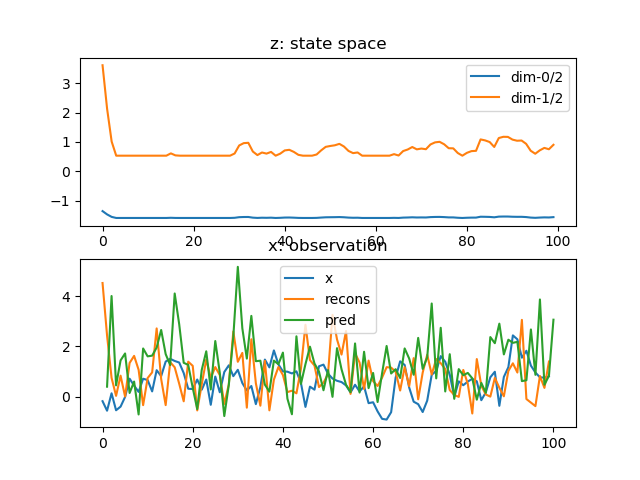 z: state space
dim-0/2
dim-1/2
3
2
1
0
−1
0 20 40 60 80 100
x: observation
x
recons
pred
4
2
0
0 20 40 60 80 100